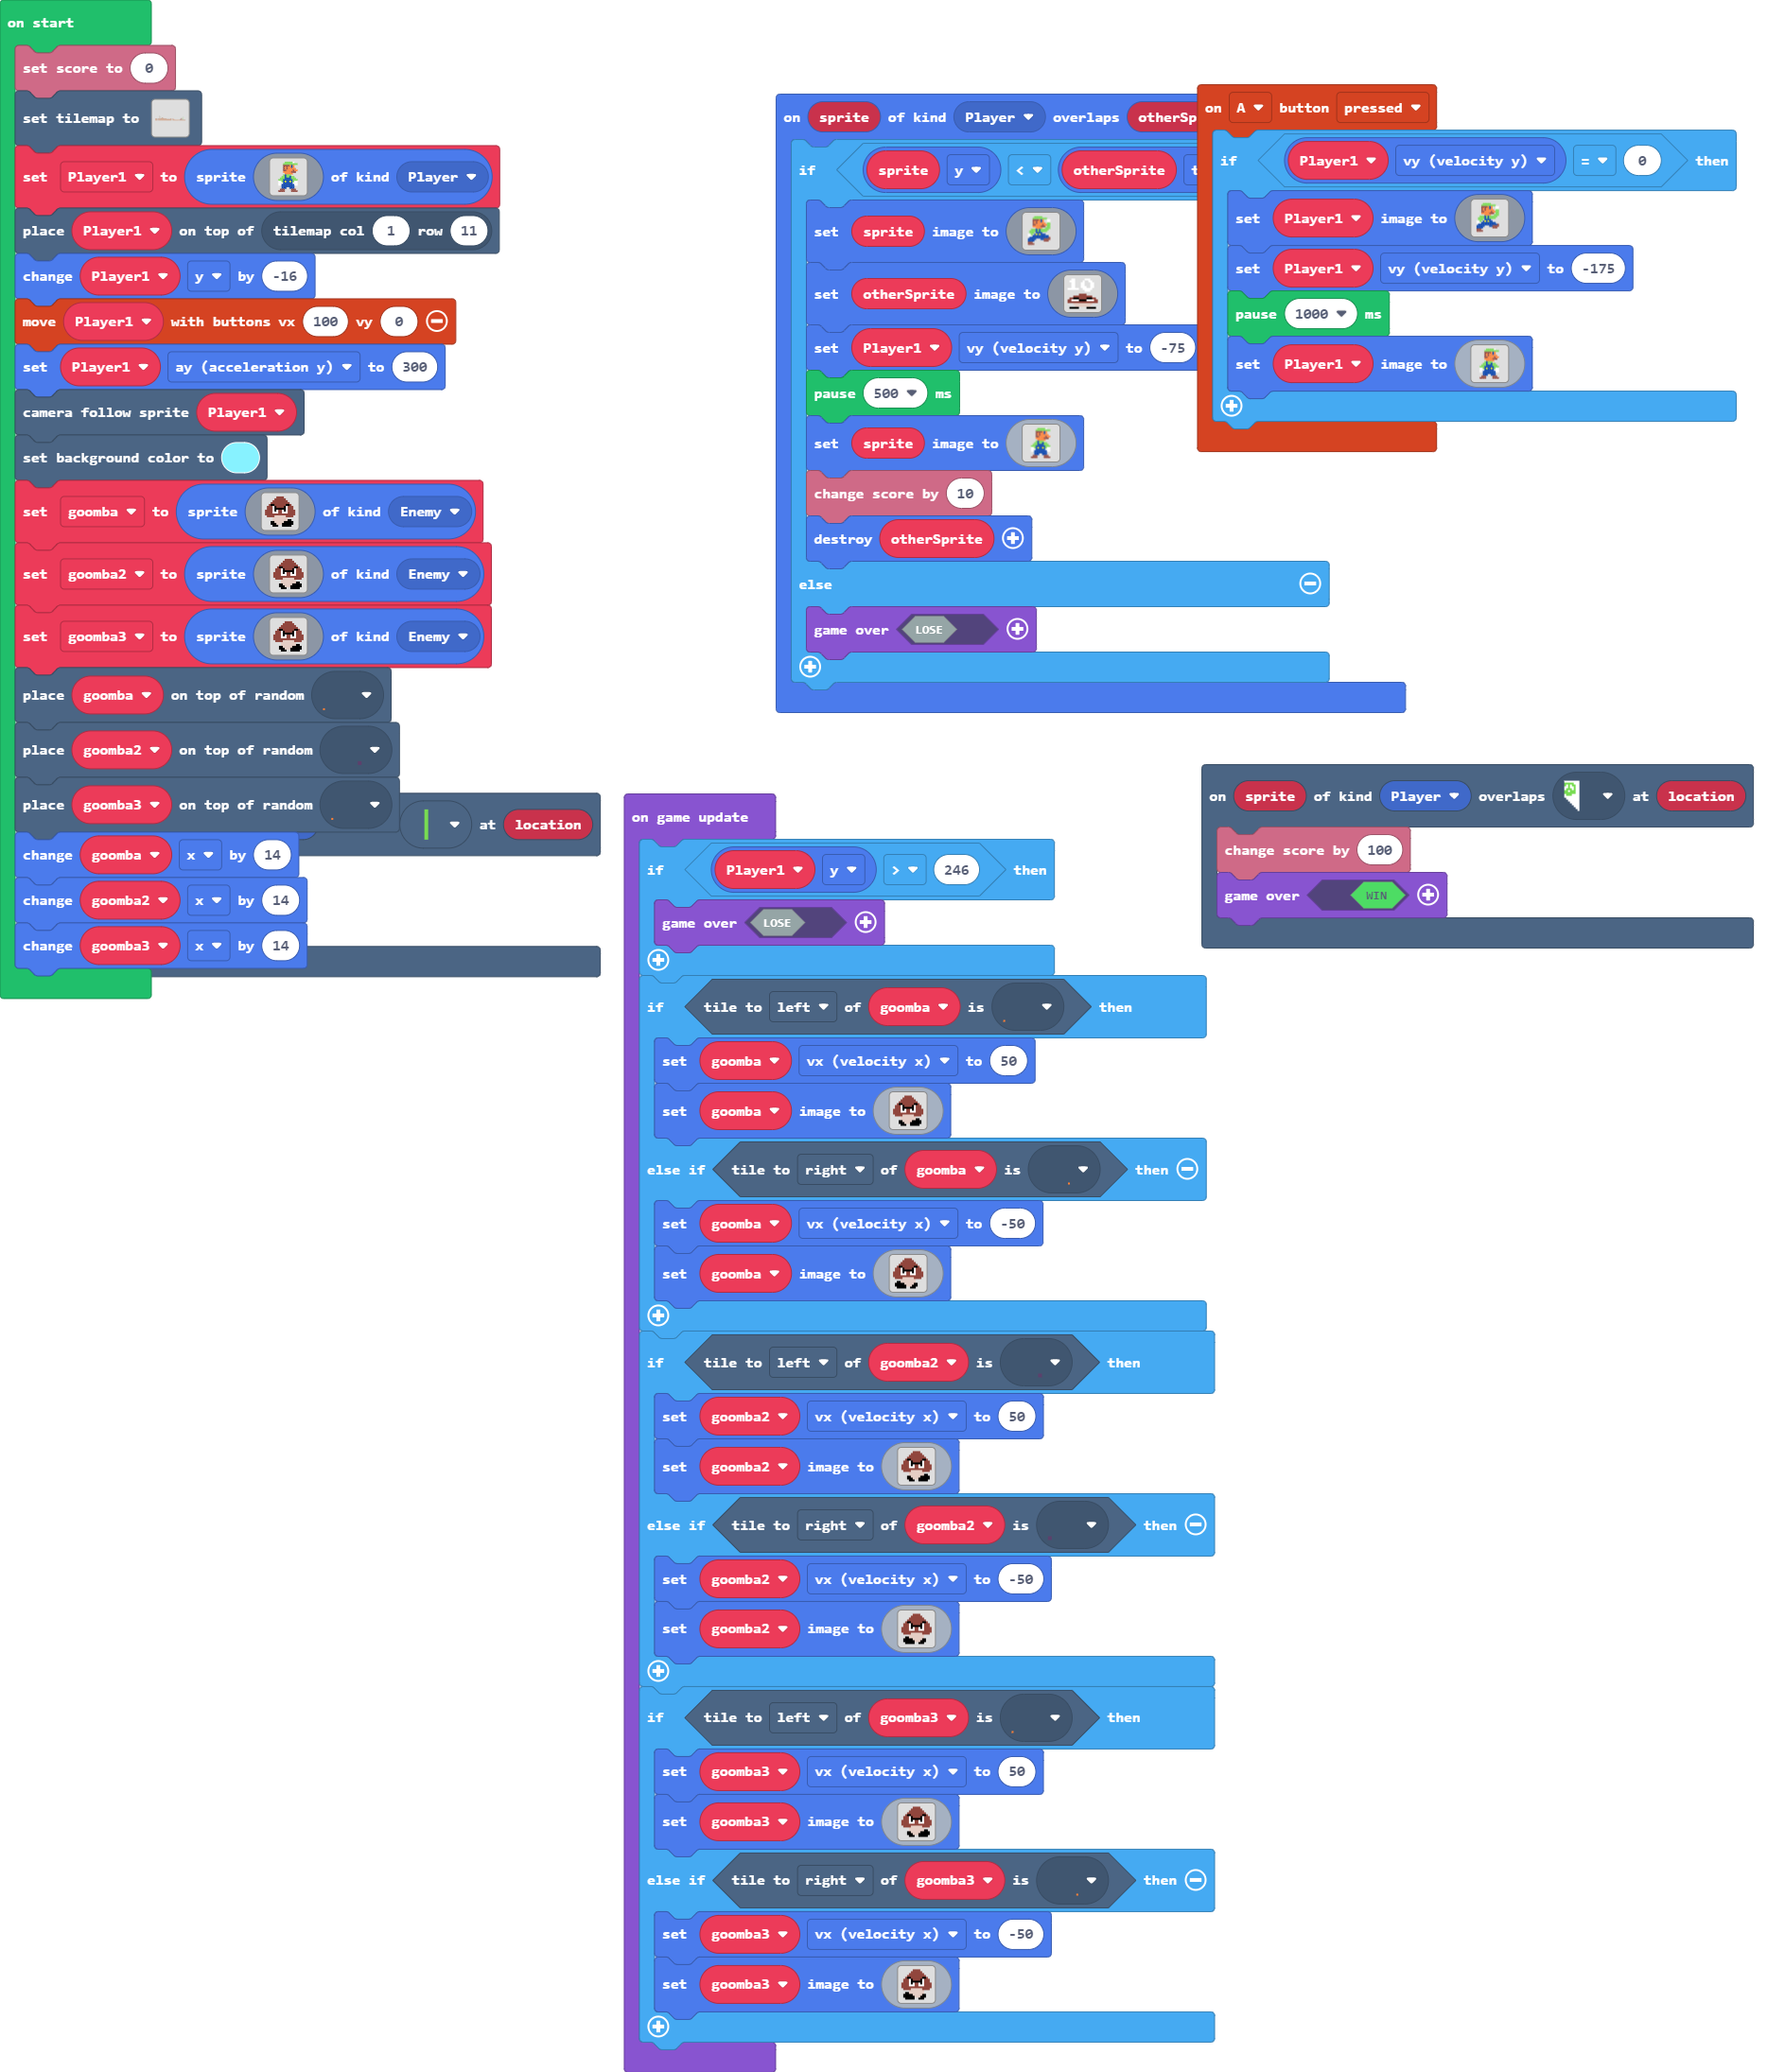 on start
set score to 0
set tilemap to
set Player1 to sprite of kind Player
place Player1 on top of tilemap col 1 row 11
change Player1 y by -16
move Player1 with buttons vx 100 vy 0
set Player1 ay (acceleration y) to 300
camera follow sprite Player1
set background color to
set goomba to sprite of kind Enemy
set goomba2 to sprite of kind Enemy
set goomba3 to sprite of kind Enemy
place goomba on top of random
place goomba2 on top of random
place goomba3 on top of random
at location
change goomba x by 14
change goomba2 x by 14
change goomba3 x by 14
on sprite of kind Player overlaps
if sprite y < otherSprite
set sprite image to
set otherSprite image to
10
set Player1 vy (velocity y) to -75
pause 500 ms
set sprite image to
change score by 10
destroy otherSprite
else
game over LOSE
on A button pressed
if Player1 vy (velocity y) = 0 then
set Player1 image to
set Player1 vy (velocity y) to -175
pause 1000 ms
set Player1 image to
on game update
if Player1 y > 246 then
game over LOSE
if tile to left of goomba is then
set goomba vx (velocity x) to 50
set goomba image to
else if tile to right of goomba is then
set goomba vx (velocity x) to -50
set goomba image to
if tile to left of goomba2 is then
set goomba2 vx (velocity x) to 50
set goomba2 image to
else if tile to right of goomba2 is then
set goomba2 vx (velocity x) to -50
set goomba2 image to
if tile to left of goomba3 is then
set goomba3 vx (velocity x) to 50
set goomba3 image to
else if tile to right of goomba3 is then
set goomba3 vx (velocity x) to -50
set goomba3 image to
on sprite of kind Player overlaps at location
change score by 100
game over WIN